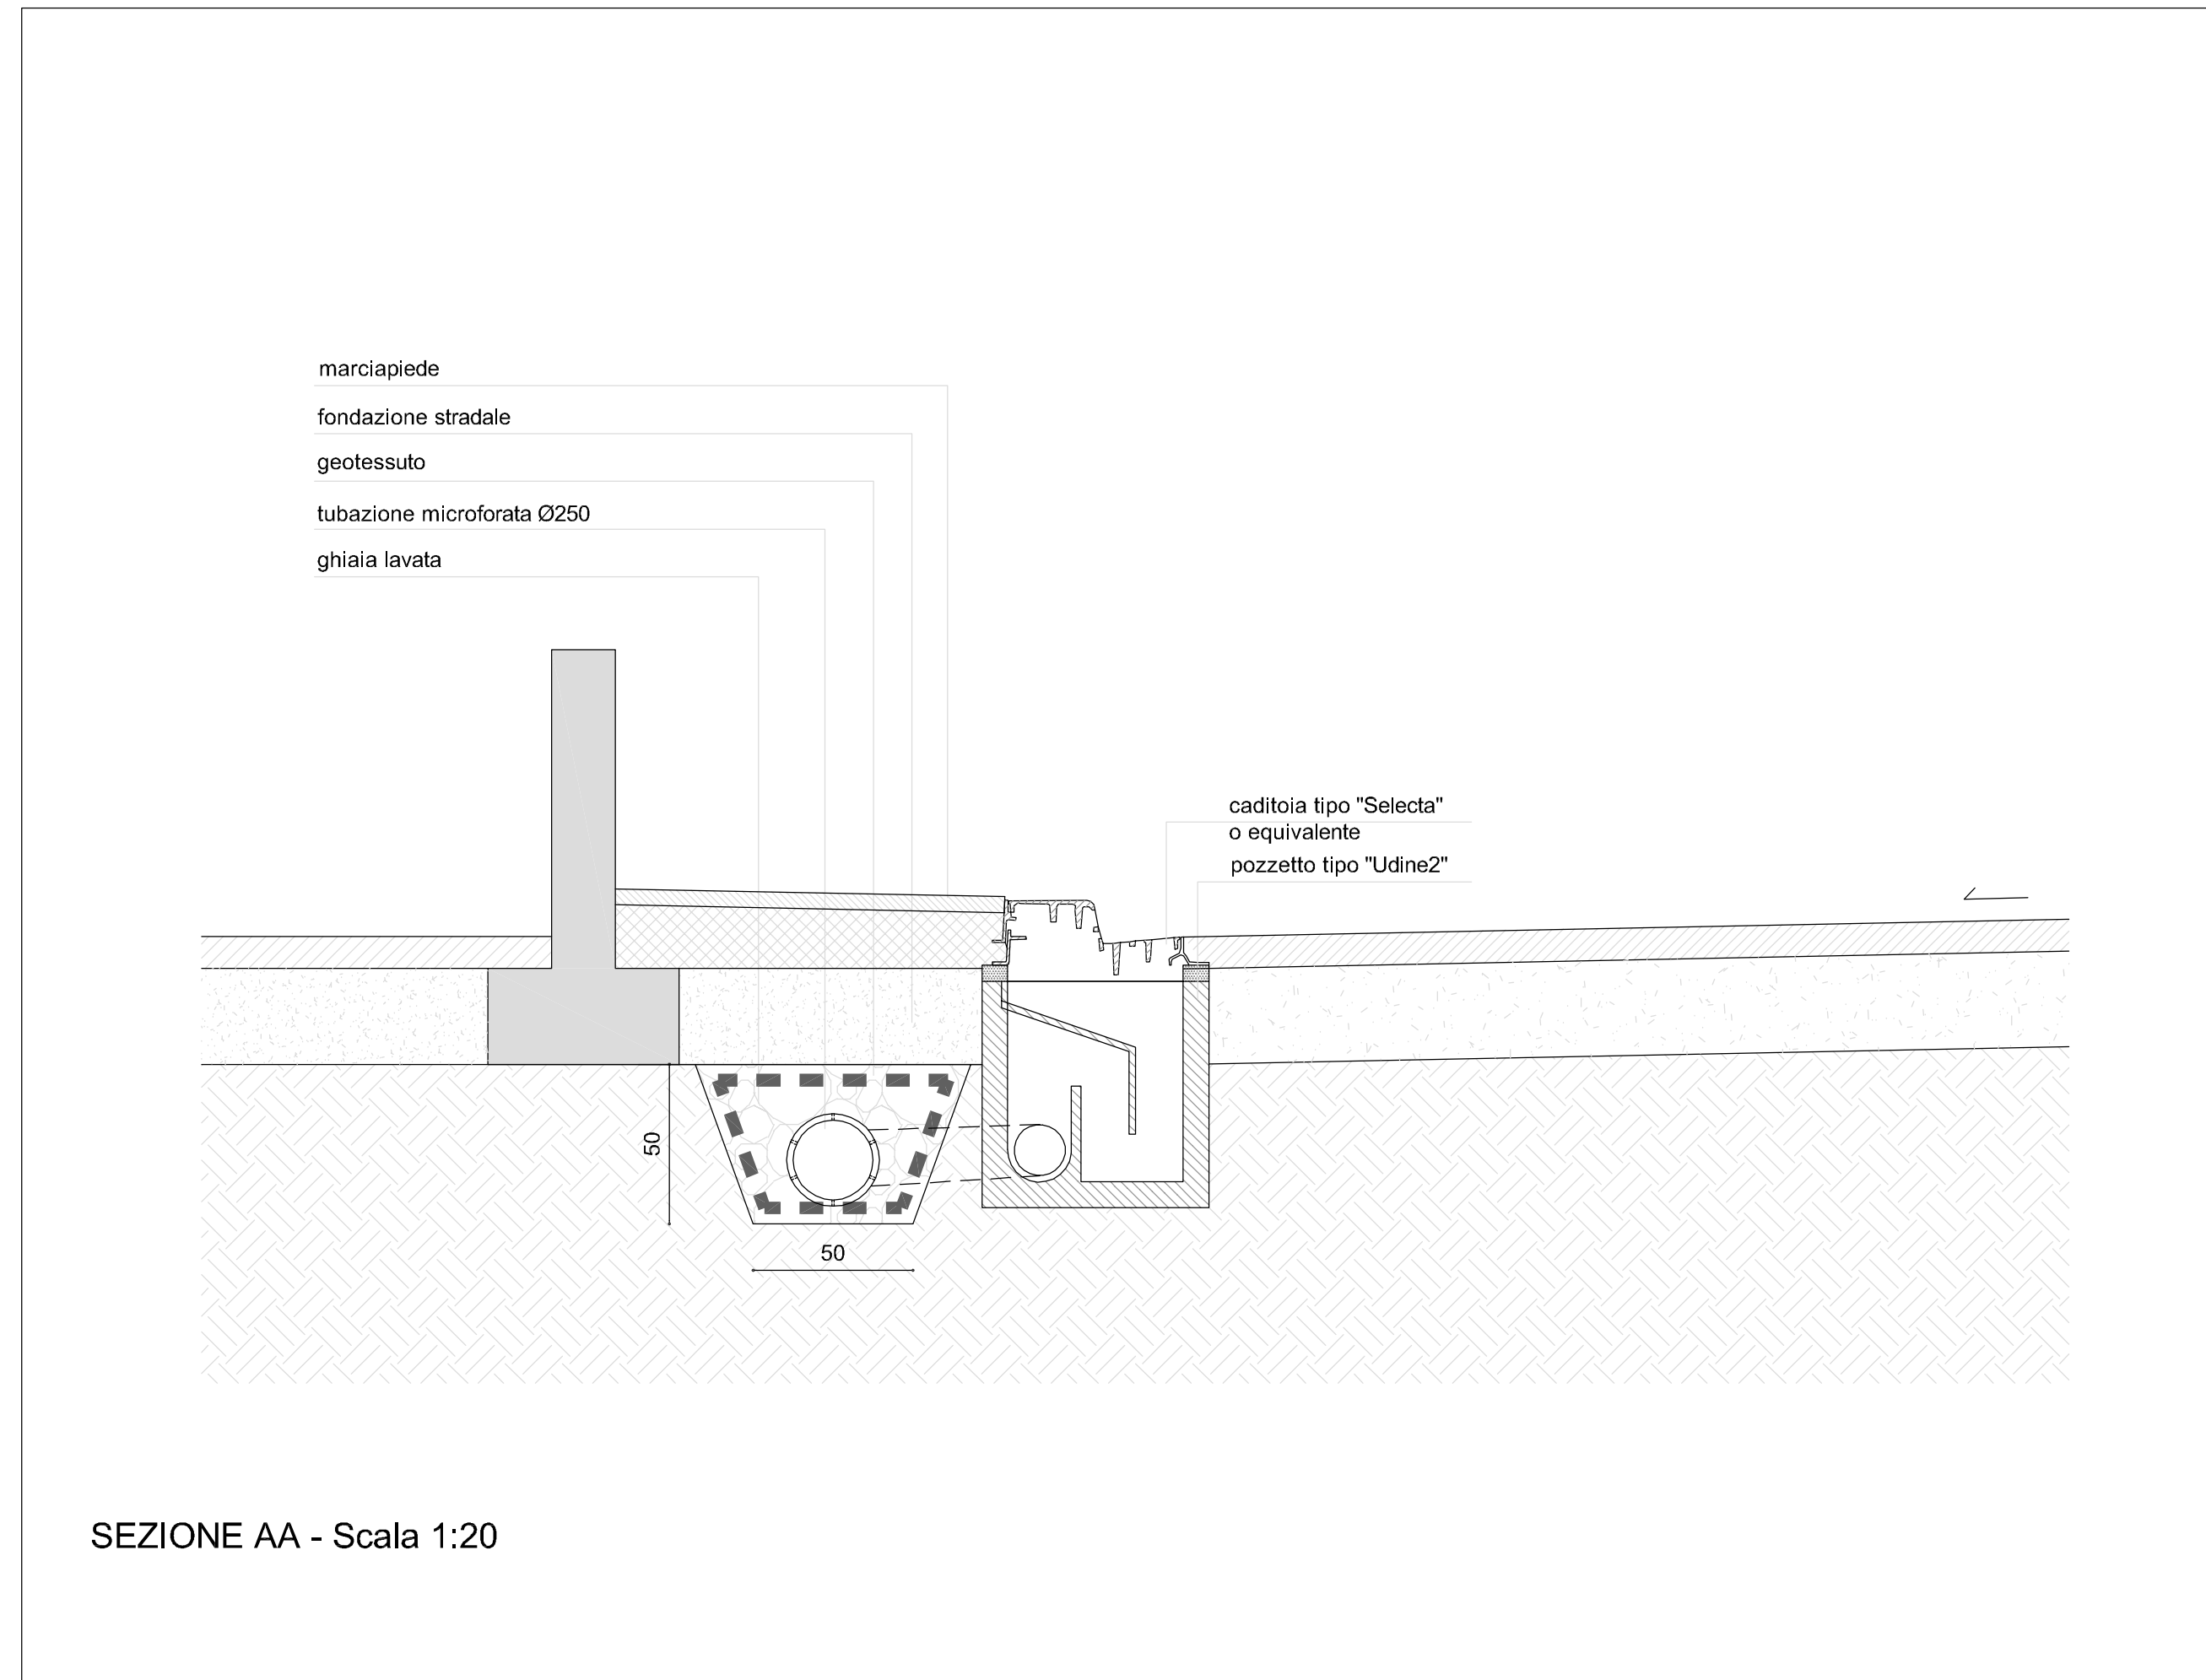 marciapiede
fondazione stradale
geotessuto
tubazione microforata Ø250
ghiaia lavata
caditoia tipo "Selecta"
o equivalente
pozzetto tipo "Udine2"
50
50
SEZIONE AA - Scala 1:20